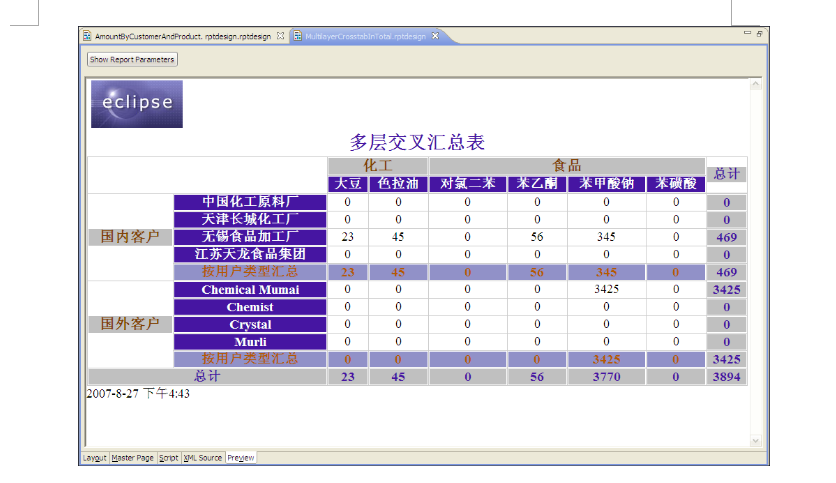 AmountByCustomerAndProduct. rptdesign.rptdesign MultilayerCrosstabInTotal.rptdesign
Show Report Parameters
eclipse
多层交叉汇总表
化工 食品 总计
大豆 色拉油 对氯二苯 苯乙酮 苯甲酸钠 苯磺酸
国内客户 中国化工原料厂 0 0 0 0 0 0 0
天津长城化工厂 0 0 0 0 0 0 0
无锡食品加工厂 23 45 0 56 345 0 469
江苏天龙食品集团 0 0 0 0 0 0 0
按用户类型汇总 23 45 0 56 345 0 469
国外客户 Chemical Mumai 0 0 0 0 3425 0 3425
Chemist 0 0 0 0 0 0 0
Crystal 0 0 0 0 0 0 0
Murli 0 0 0 0 0 0 0
按用户类型汇总 0 0 0 0 3425 0 3425
总计 23 45 0 56 3770 0 3894
2007-8-27 下午4:43
Layout Master Page Script XML Source Preview